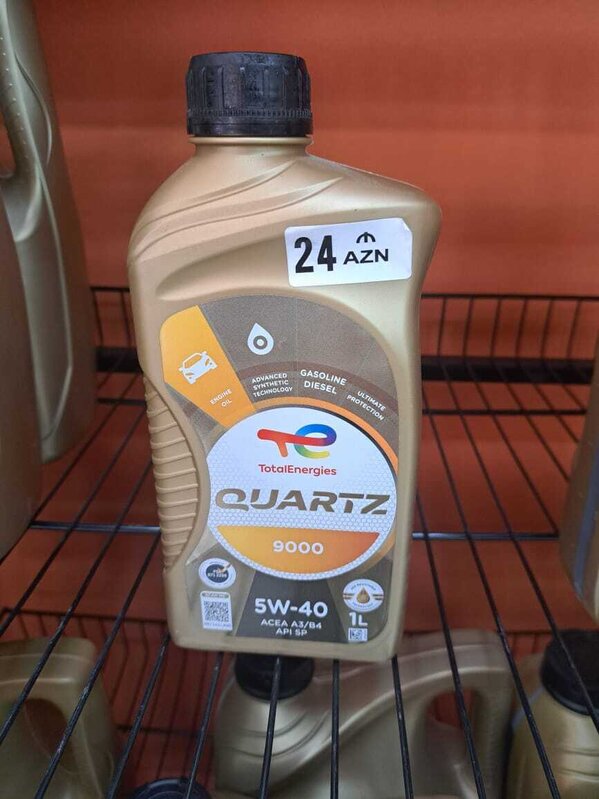 24 ₼ AZN
ENGINE OIL
ADVANCED
SYNTHETIC
TECHNOLOGY
GASOLINE
DIESEL
ULTIMATE
PROTECTION
TotalEnergies
QUARTZ
9000
5W-40
ACEA A3/B4
API SP
1L